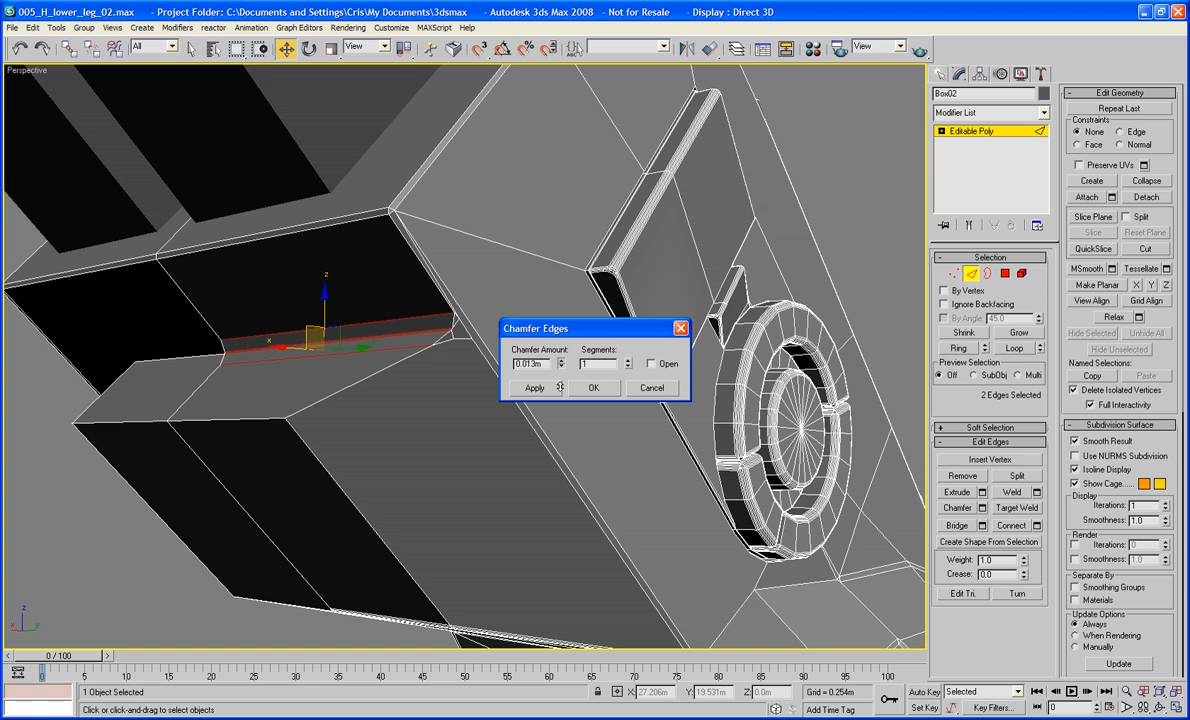 005_H_lower_leg_02.max - Project Folder: C:\Documents and Settings\Cris\My Documents\3dsmax - Autodesk 3ds Max 2008 - Not for Resale - Display : Direct 3D
File Edit Tools Group Views Create Modifiers reactor Animation Graph Editors Rendering Customize MAXScript Help
All View View
Perspective
Box02
Modifier List
Editable Poly
Selection
By Vertex
Ignore Backfacing
By Angle: 45.0
Shrink Grow
Ring Loop
Preview Selection
Off SubObj Multi
2 Edges Selected
Soft Selection
Edit Edges
Insert Vertex
Remove Split
Extrude Weld
Chamfer Target Weld
Bridge Connect
Create Shape From Selection
Weight: 1.0
Crease: 0.0
Edit Tri. Turn
Edit Geometry
Repeat Last
Constraints
None Edge
Face Normal
Preserve UVs
Create Collapse
Attach Detach
Slice Plane Split
Slice Reset Plane
QuickSlice Cut
MSmooth Tessellate
Make Planar X Y Z
View Align Grid Align
Relax
Hide Selected Unhide All
Hide Unselected
Named Selections:
Copy Paste
Delete Isolated Vertices
Full Interactivity
Subdivision Surface
Smooth Result
Use NURMS Subdivision
Isoline Display
Show Cage......
Display
Iterations: 1
Smoothness: 1.0
Render
Iterations: 0
Smoothness: 1.0
Separate By
Smoothing Groups
Materials
Update Options
Always
When Rendering
Manually
Update
Chamfer Edges
Chamfer Amount: Segments:
0.013m 1 Open
Apply OK Cancel
z
x
z
x y
0 / 100
0 5 10 15 20 25 30 35 40 45 50 55 60 65 70 75 80 85 90 95 100
1 Object Selected X: 27.206m Y: 19.531m Z: 0.0m Grid = 0.254m Auto Key Selected
Click or click-and-drag to select objects Add Time Tag Set Key Key Filters... 0